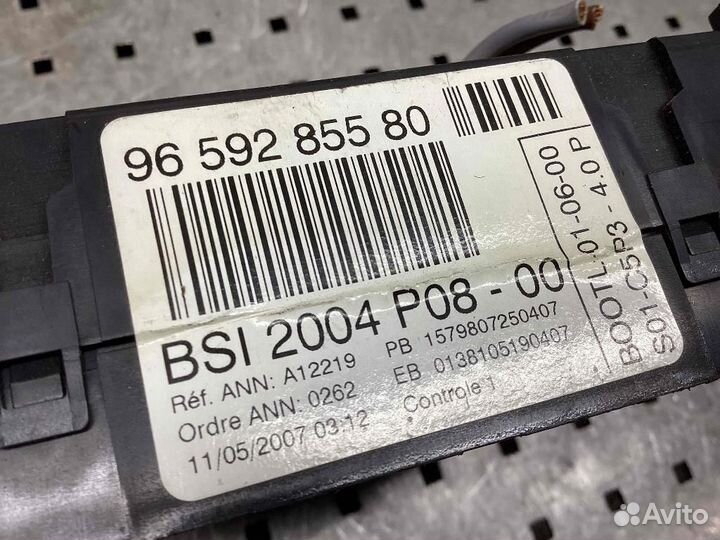 96 592 855 80
BSI 2004 P08 - 00
Réf. ANN: A12219 PB 1579807250407
Ordre ANN: 0262 EB 0138105190407
11/05/2007 03:12 Controle 1
BOOTL:01-06-00
S01-C5P3 - 4.0 P
Avito